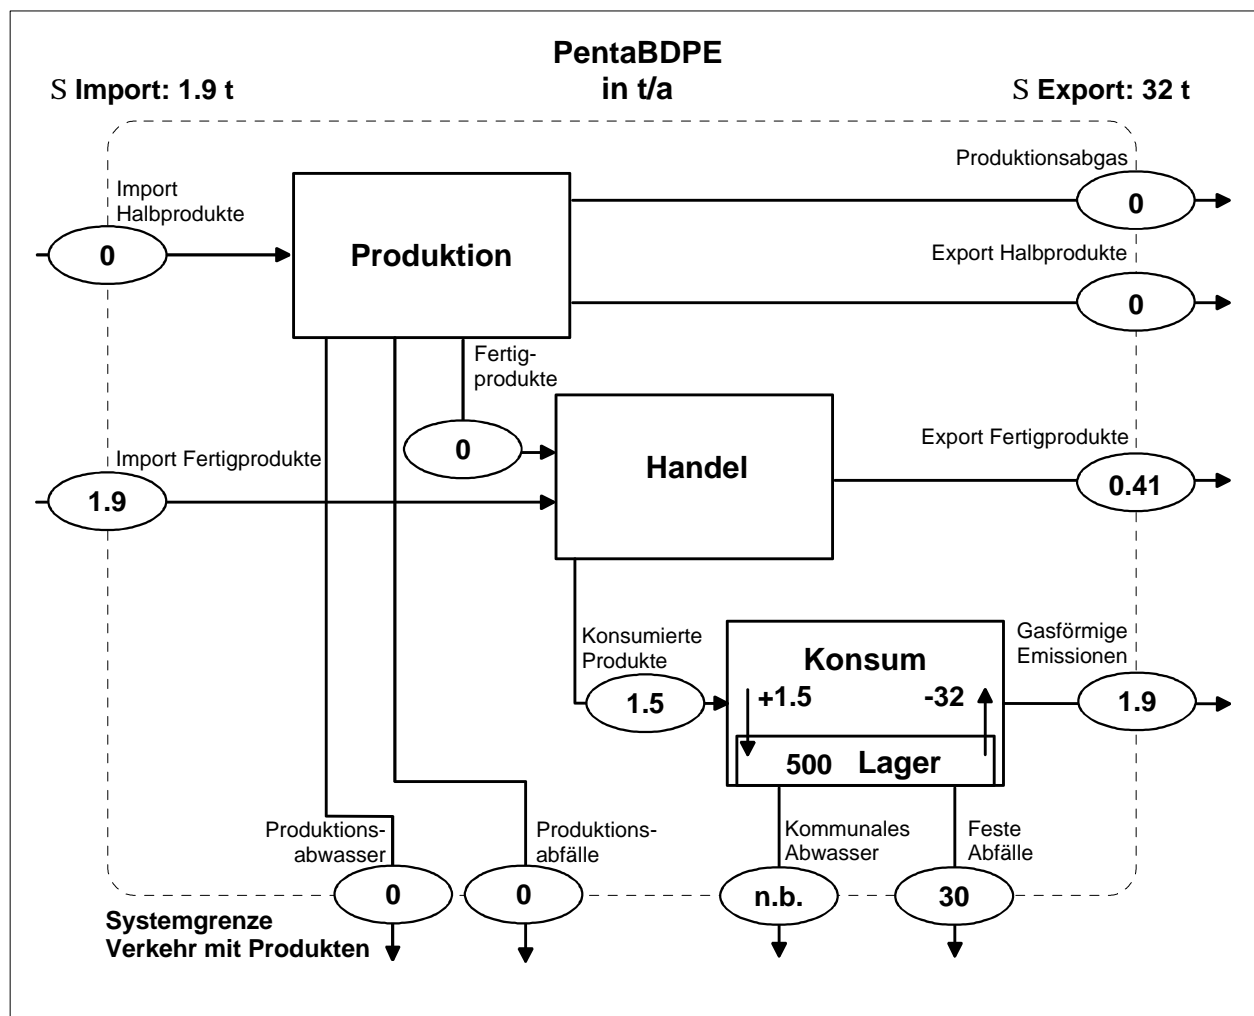 PentaBDPE
in t/a
S Import: 1.9 t
S Export: 32 t
Produktionsabgas
0
Import
Halbprodukte
0
Produktion
Export Halbprodukte
0
Fertig-
produkte
0
Import Fertigprodukte
1.9
Handel
Export Fertigprodukte
0.41
Konsumierte
Produkte
1.5
Konsum
+1.5
-32
500 Lager
Gasförmige
Emissionen
1.9
Produktions-
abwasser
0
Produktions-
abfälle
0
Kommunales
Abwasser
n.b.
Feste
Abfälle
30
Systemgrenze
Verkehr mit Produkten